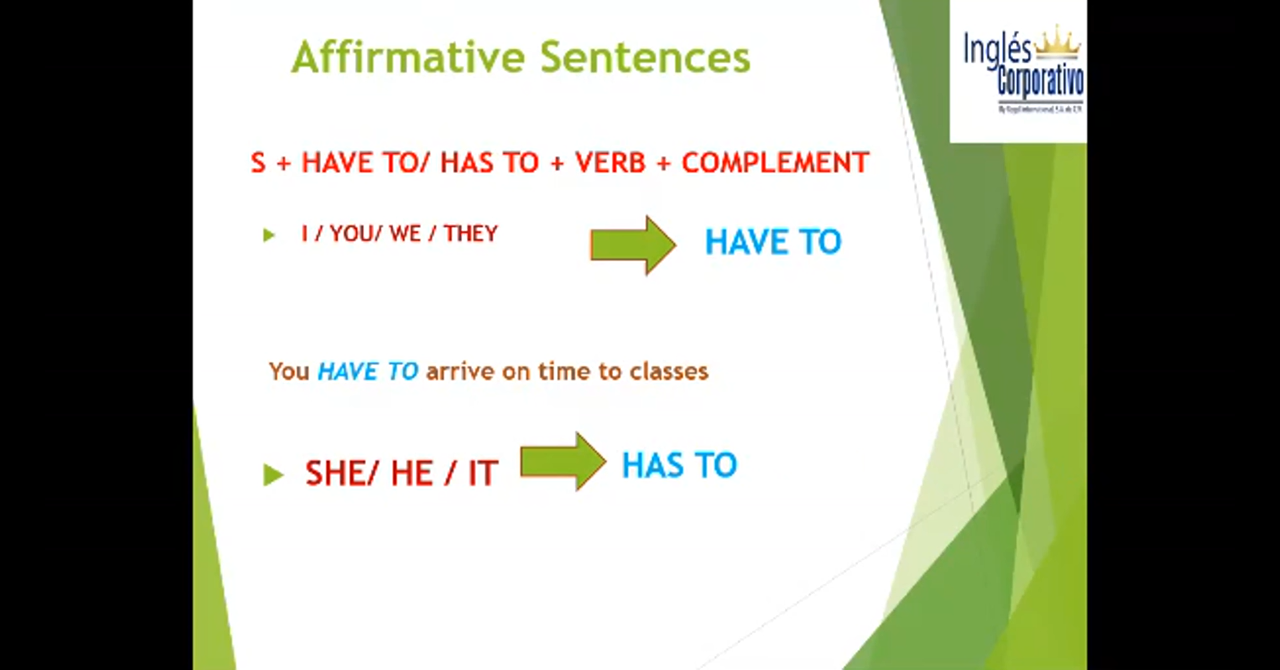 Affirmative Sentences
Inglés
Corporativo
S + HAVE TO/ HAS TO + VERB + COMPLEMENT
I / YOU/ WE / THEY
HAVE TO
You HAVE TO arrive on time to classes
SHE/ HE / IT
HAS TO